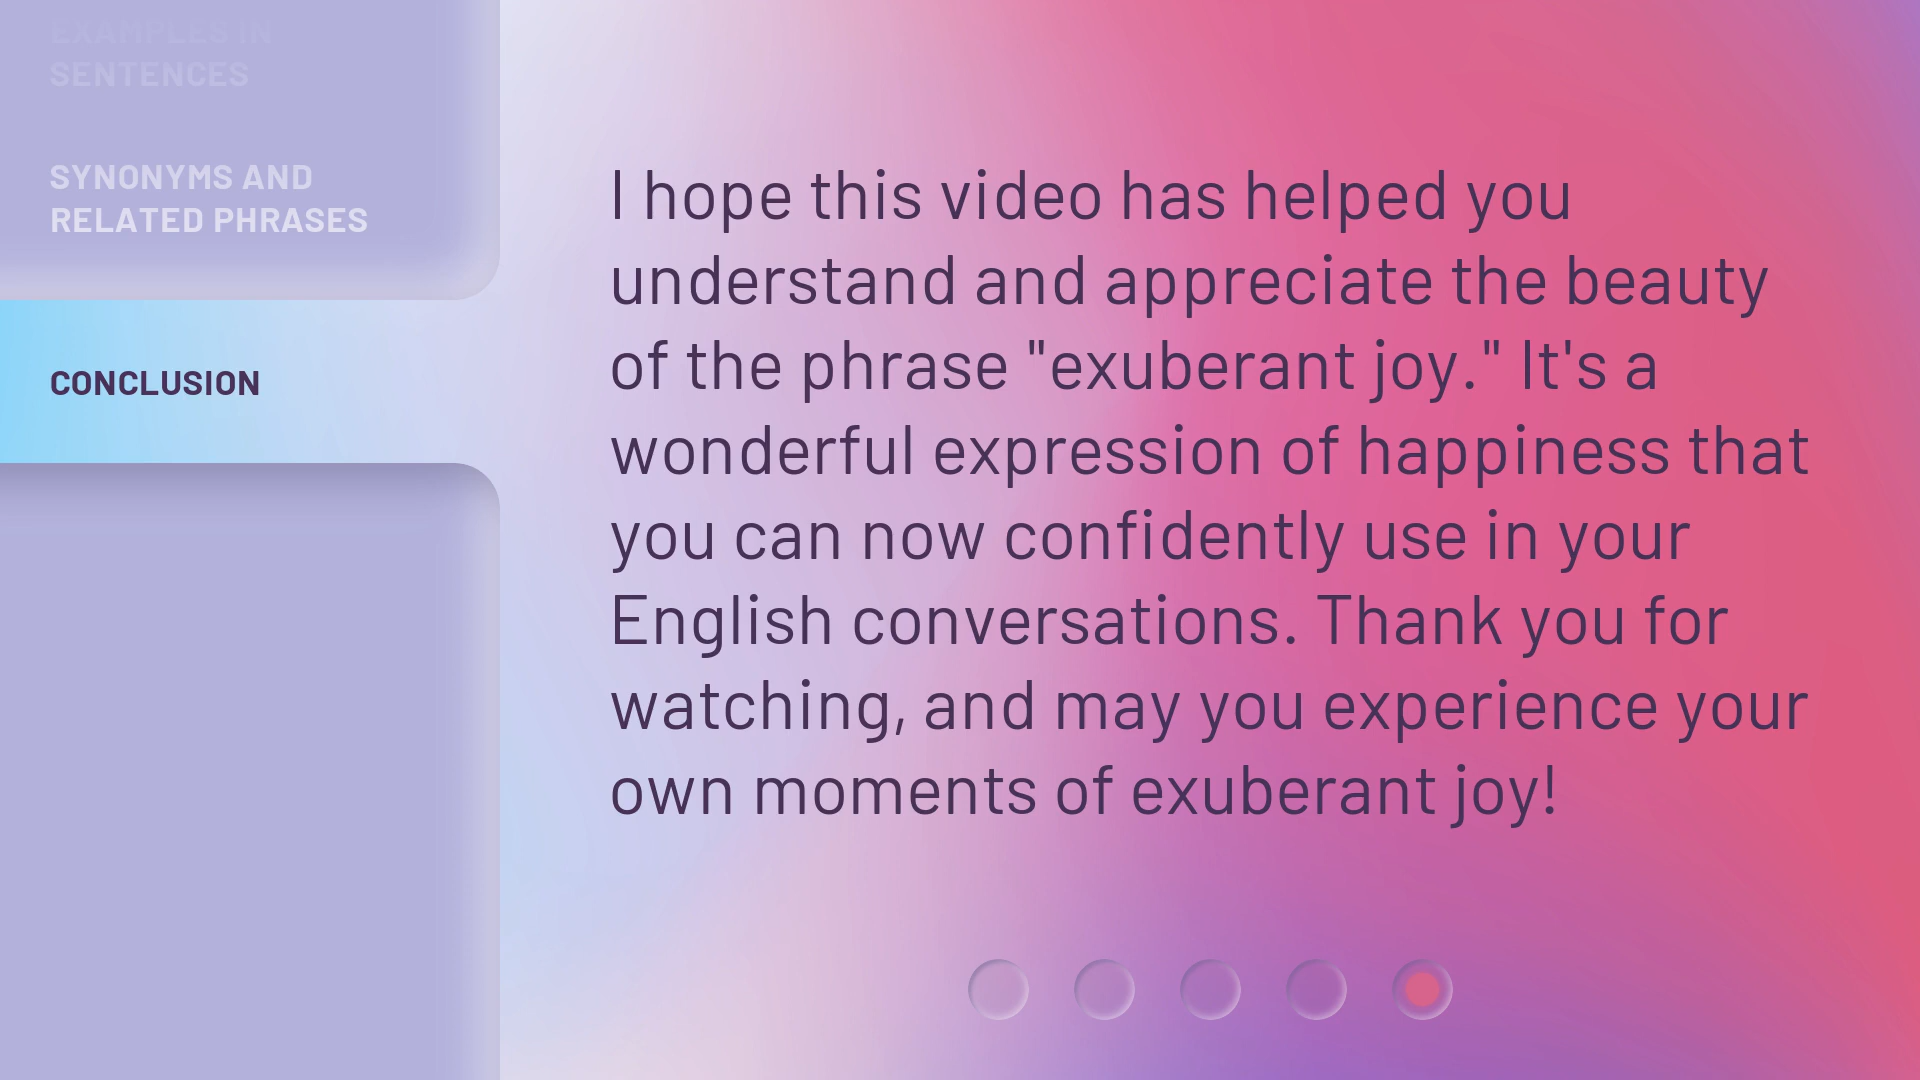 EXAMPLES IN
SENTENCES
SYNONYMS AND
RELATED PHRASES
CONCLUSION
I hope this video has helped you
understand and appreciate the beauty
of the phrase "exuberant joy." It's a
wonderful expression of happiness that
you can now confidently use in your
English conversations. Thank you for
watching, and may you experience your
own moments of exuberant joy!